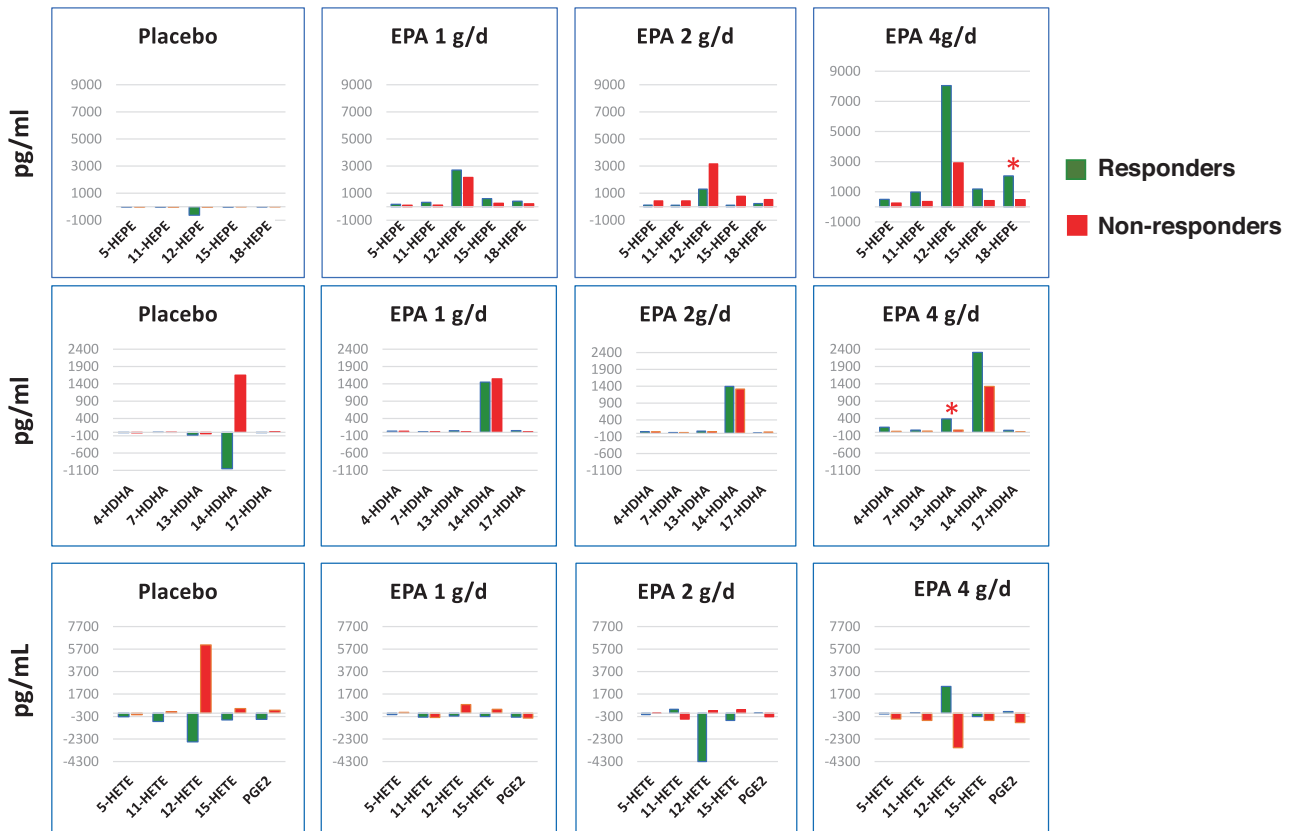 Placebo
EPA 1 g/d
EPA 2 g/d
EPA 4g/d
pg/ml
9000
7000
5000
3000
1000
-1000
5-HEPE
11-HEPE
12-HEPE
15-HEPE
18-HEPE
9000
7000
5000
3000
1000
-1000
5-HEPE
11-HEPE
12-HEPE
15-HEPE
18-HEPE
9000
7000
5000
3000
1000
-1000
5-HEPE
11-HEPE
12-HEPE
15-HEPE
18-HEPE
9000
7000
5000
3000
1000
-1000
*
5-HEPE
11-HEPE
12-HEPE
15-HEPE
18-HEPE
Responders
Non-responders
Placebo
EPA 1 g/d
EPA 2g/d
EPA 4 g/d
pg/ml
2400
1900
1400
900
400
-100
-600
-1100
4-HDHA
7-HDHA
13-HDHA
14-HDHA
17-HDHA
2400
1900
1400
900
400
-100
-600
-1100
4-HDHA
7-HDHA
13-HDHA
14-HDHA
17-HDHA
2400
1900
1400
900
400
-100
-600
-1100
4-HDHA
7-HDHA
13-HDHA
14-HDHA
17-HDHA
2400
1900
1400
900
400
-100
-600
-1100
*
4-HDHA
7-HDHA
13-HDHA
14-HDHA
17-HDHA
Placebo
EPA 1 g/d
EPA 2 g/d
EPA 4 g/d
pg/mL
7700
5700
3700
1700
-300
-2300
-4300
5-HETE
11-HETE
12-HETE
15-HETE
PGE2
7700
5700
3700
1700
-300
-2300
-4300
5-HETE
11-HETE
12-HETE
15-HETE
PGE2
7700
5700
3700
1700
-300
-2300
-4300
5-HETE
11-HETE
12-HETE
15-HETE
PGE2
7700
5700
3700
1700
-300
-2300
-4300
5-HETE
11-HETE
12-HETE
15-HETE
PGE2